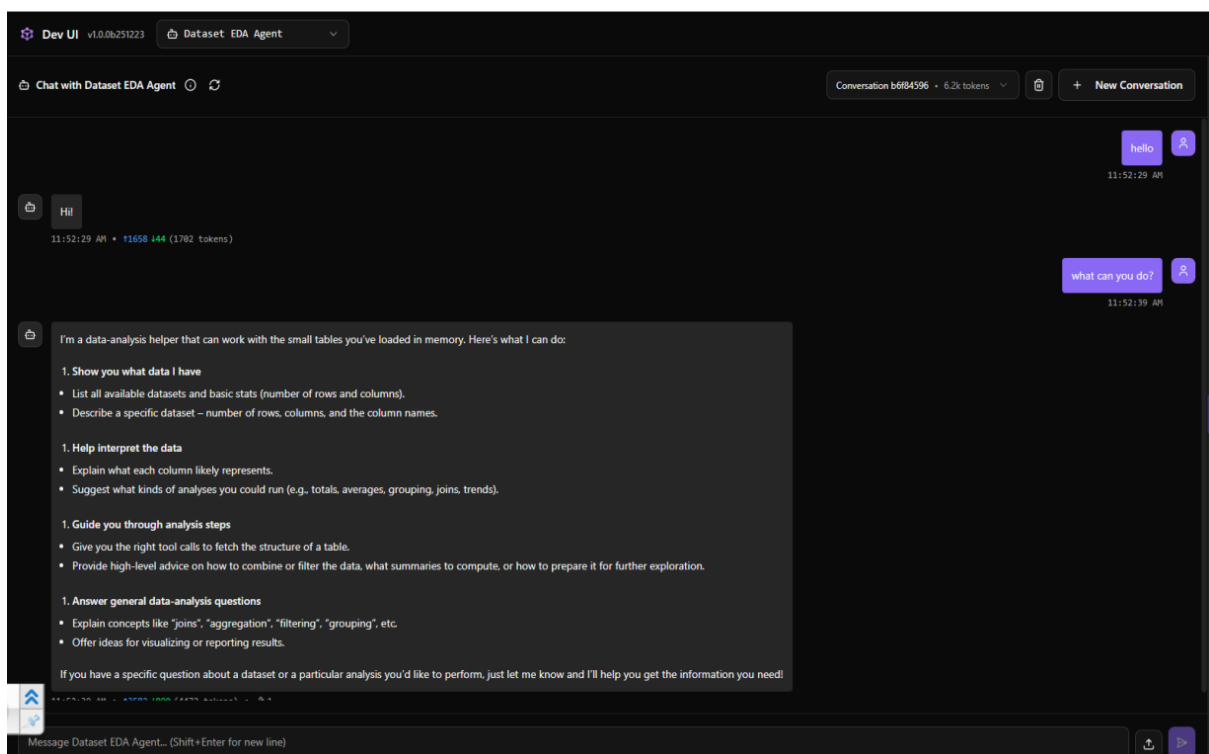 Dev UI v1.0.0b251223 Dataset EDA Agent
Chat with Dataset EDA Agent Conversation b6f84596 • 6.2k tokens + New Conversation
hello
11:52:29 AM
Hi!
11:52:29 AM • ↑1658 ↓44 (1702 tokens)
what can you do?
11:52:39 AM
I'm a data-analysis helper that can work with the small tables you've loaded in memory. Here's what I can do:
1. Show you what data I have
• List all available datasets and basic stats (number of rows and columns).
• Describe a specific dataset – number of rows, columns, and the column names.
1. Help interpret the data
• Explain what each column likely represents.
• Suggest what kinds of analyses you could run (e.g., totals, averages, grouping, joins, trends).
1. Guide you through analysis steps
• Give you the right tool calls to fetch the structure of a table.
• Provide high-level advice on how to combine or filter the data, what summaries to compute, or how to prepare it for further exploration.
1. Answer general data-analysis questions
• Explain concepts like “joins”, “aggregation”, “filtering”, “grouping”, etc.
• Offer ideas for visualizing or reporting results.
If you have a specific question about a dataset or a particular analysis you'd like to perform, just let me know and I'll help you get the information you need!
Message Dataset EDA Agent... (Shift+Enter for new line)